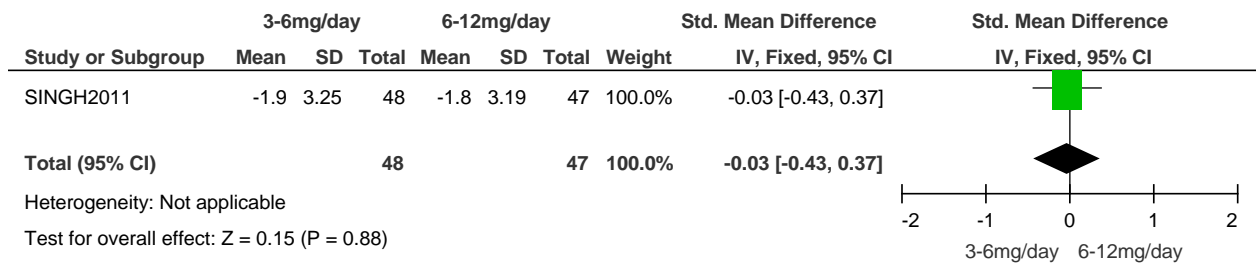 3-6mg/day 6-12mg/day Std. Mean Difference Std. Mean Difference
Study or Subgroup Mean SD Total Mean SD Total Weight IV, Fixed, 95% CI IV, Fixed, 95% CI
SINGH2011 -1.9 3.25 48 -1.8 3.19 47 100.0% -0.03 [-0.43, 0.37]
Total (95% CI) 48 47 100.0% -0.03 [-0.43, 0.37]
Heterogeneity: Not applicable
Test for overall effect: Z = 0.15 (P = 0.88)
-2 -1 0 1 2
3-6mg/day 6-12mg/day